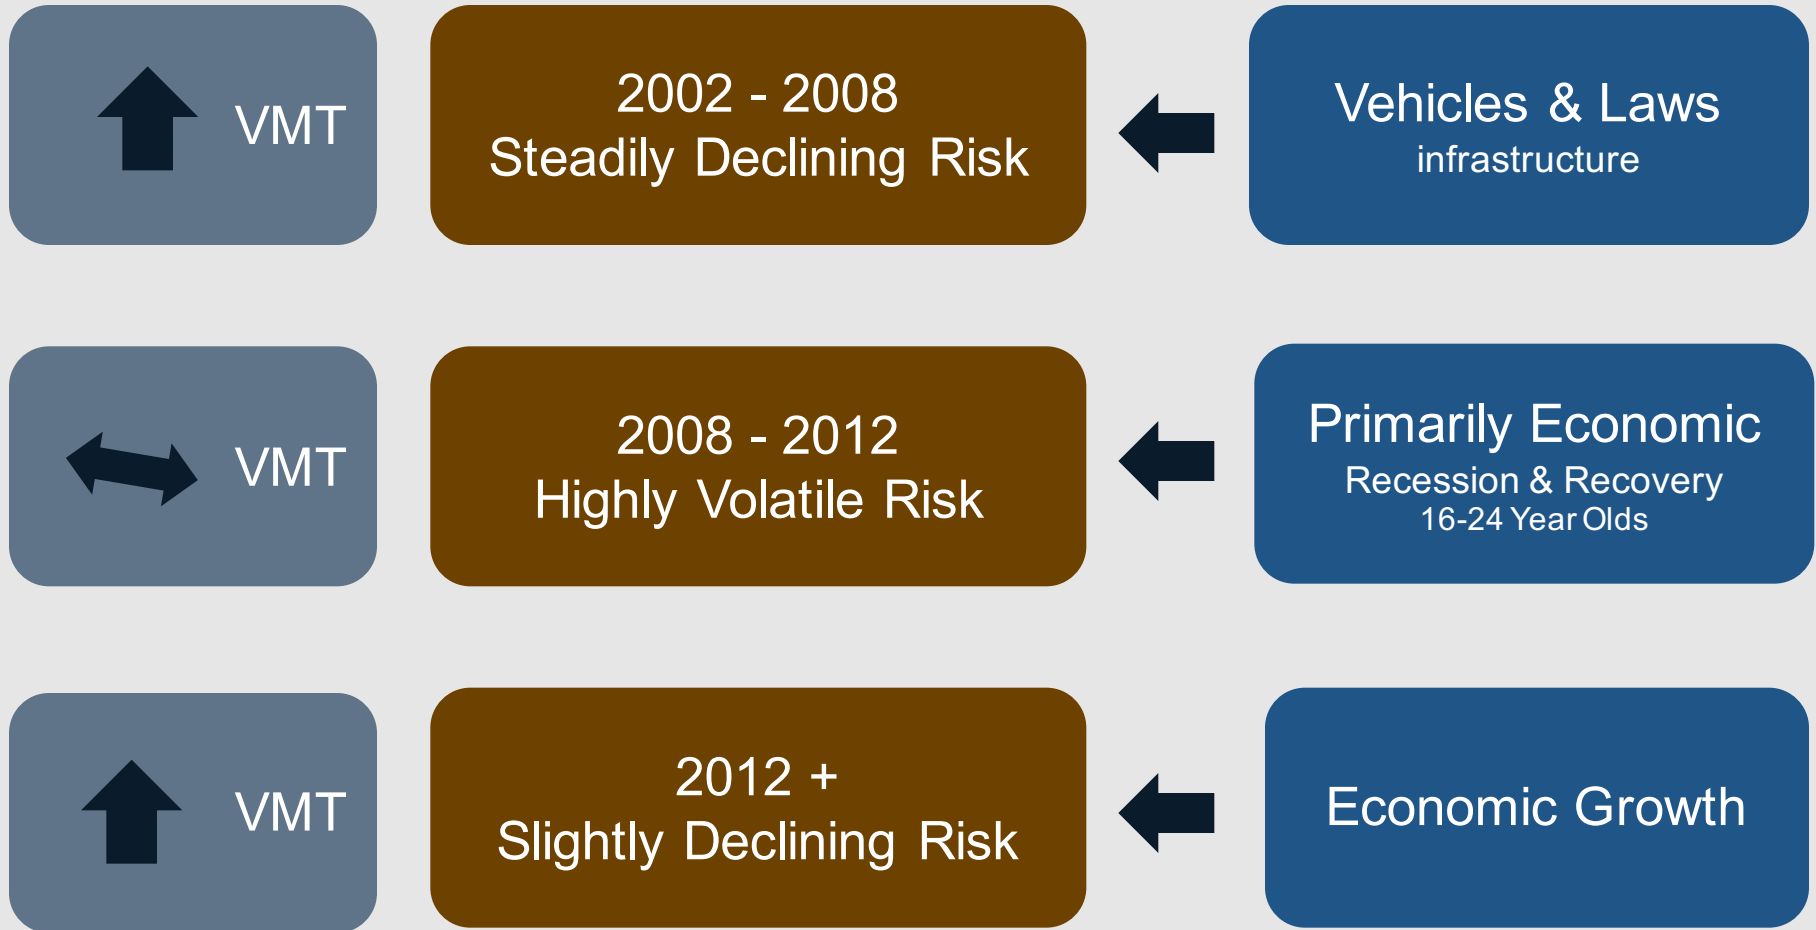 VMT
2002 - 2008
Steadily Declining Risk
Vehicles & Laws
infrastructure
VMT
2008 - 2012
Highly Volatile Risk
Primarily Economic
Recession & Recovery
16-24 Year Olds
VMT
2012 +
Slightly Declining Risk
Economic Growth